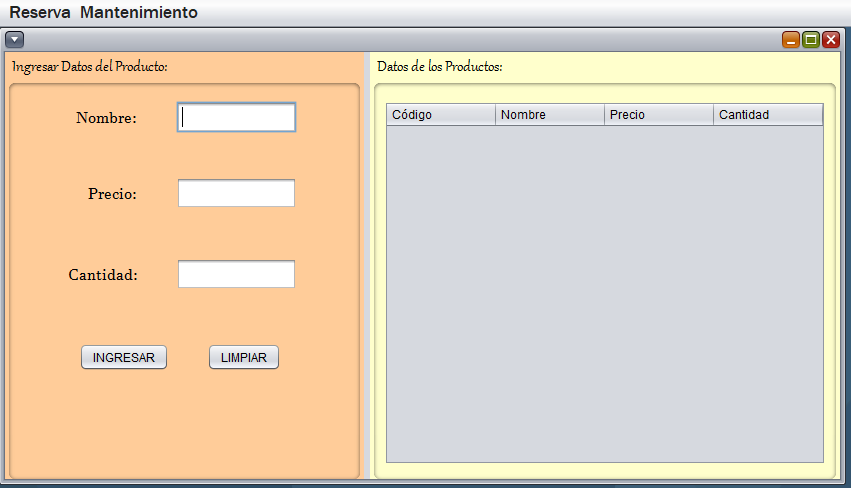 Reserva Mantenimiento
Ingresar Datos del Producto:
Nombre:
Precio:
Cantidad:
INGRESAR LIMPIAR
Datos de los Productos:
Código Nombre Precio Cantidad